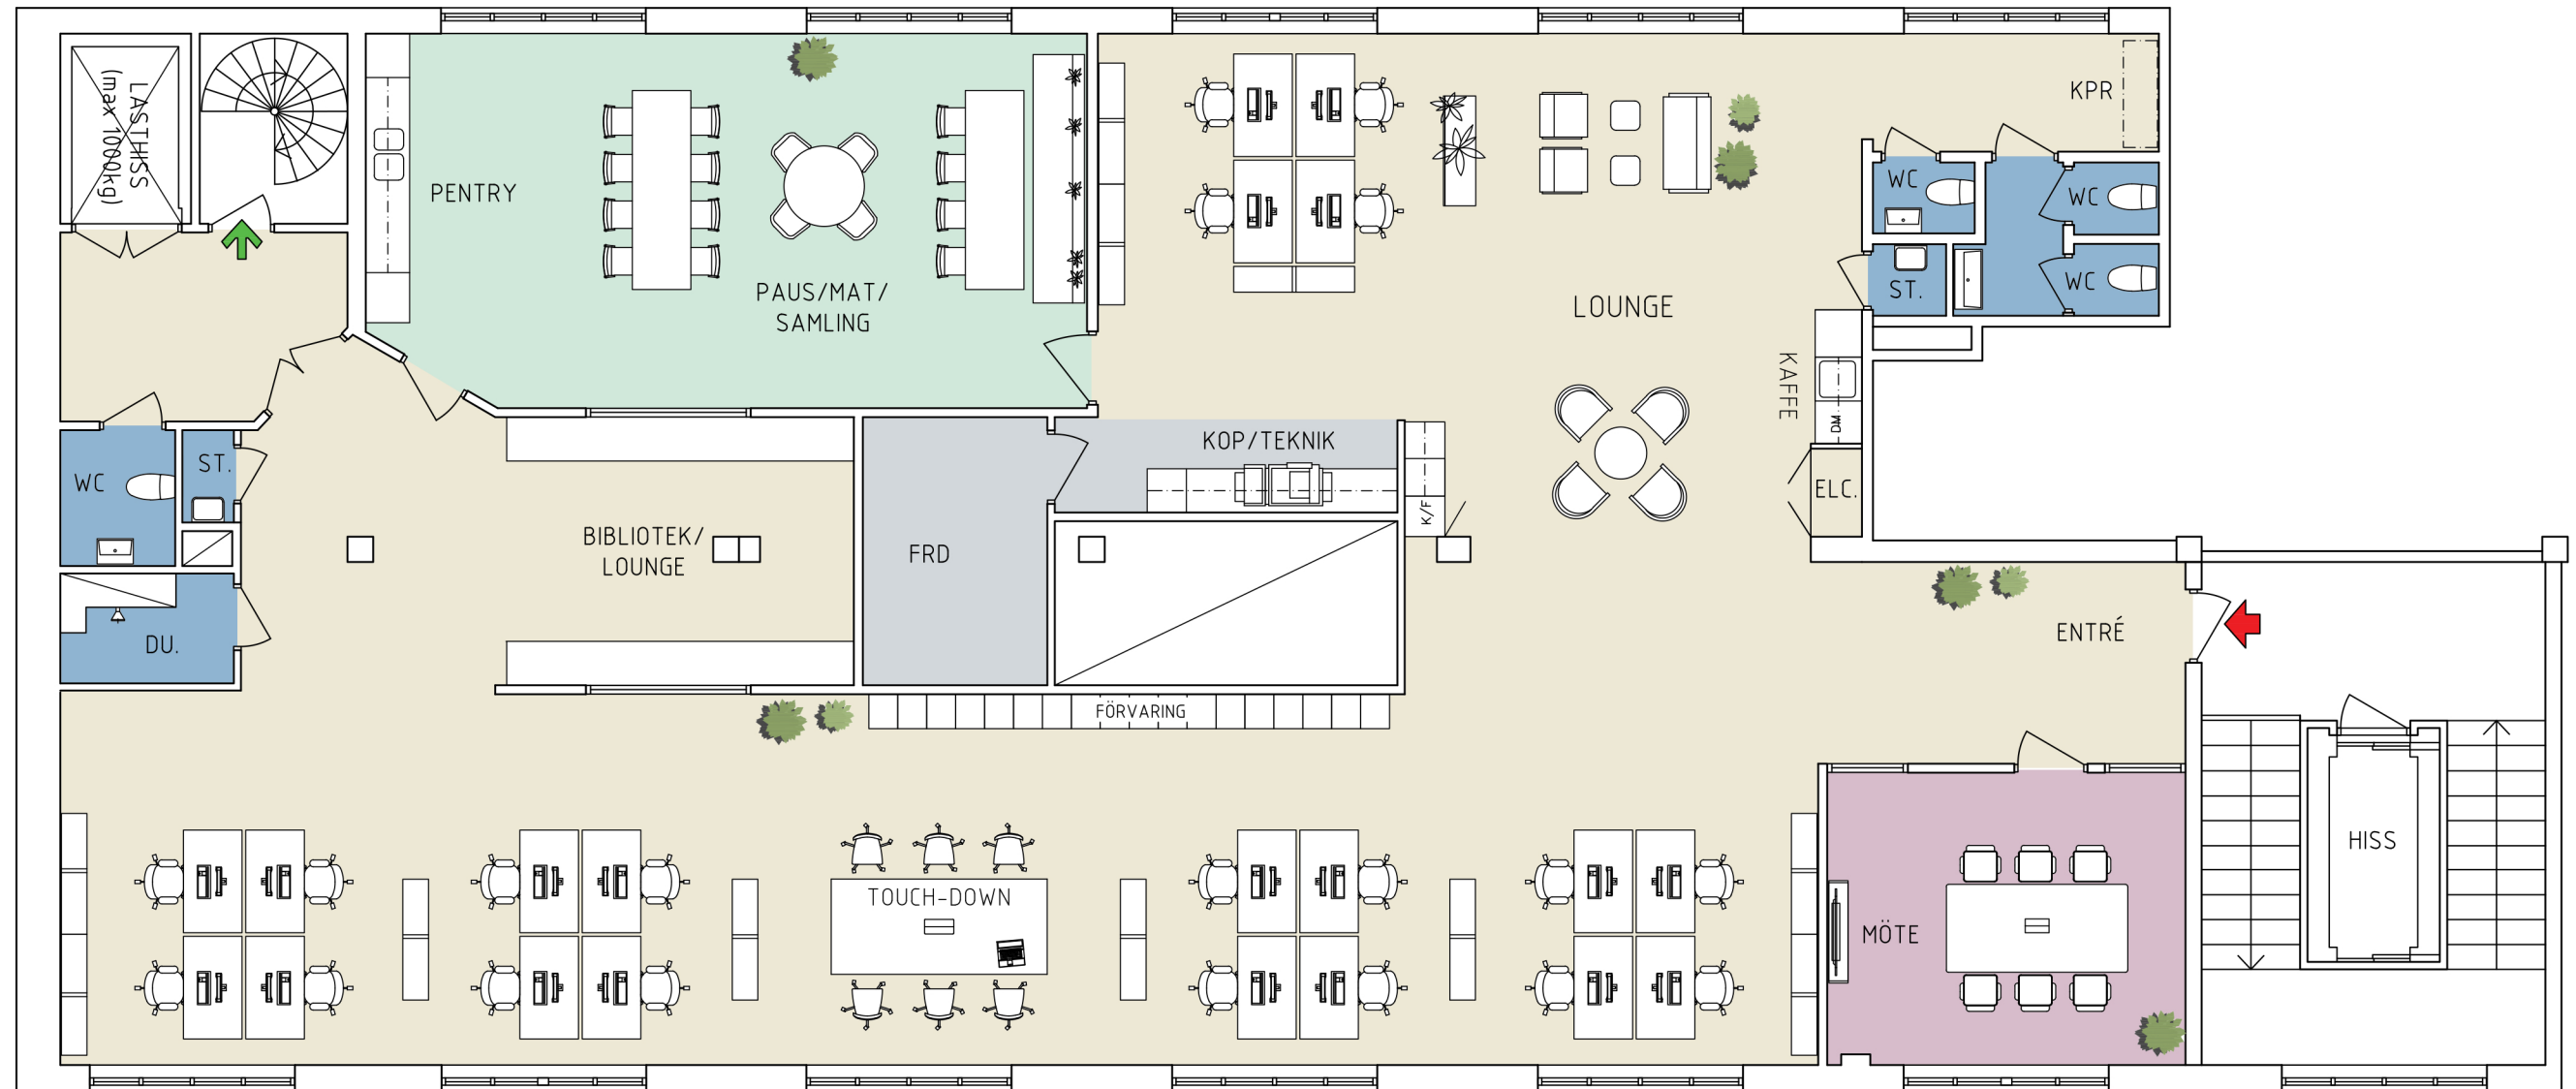 LASTHISS
(max 1000kg)
PENTRY
PAUS/MAT/
SAMLING
LOUNGE
KPR
WC
WC
WC
ST.
KAFFE
DM
ELC.
KOP/TEKNIK
K/F
FRD
BIBLIOTEK/
LOUNGE
WC
ST.
DU.
ENTRÉ
FÖRVARING
TOUCH-DOWN
MÖTE
HISS